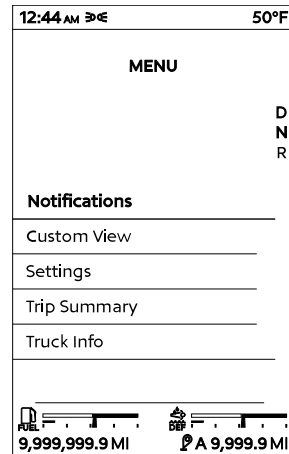 12:44 AM 50°F
MENU
D
N
R
Notifications
Custom View
Settings
Trip Summary
Truck Info
FUEL DEF
9,999,999.9 MI A 9,999.9 MI